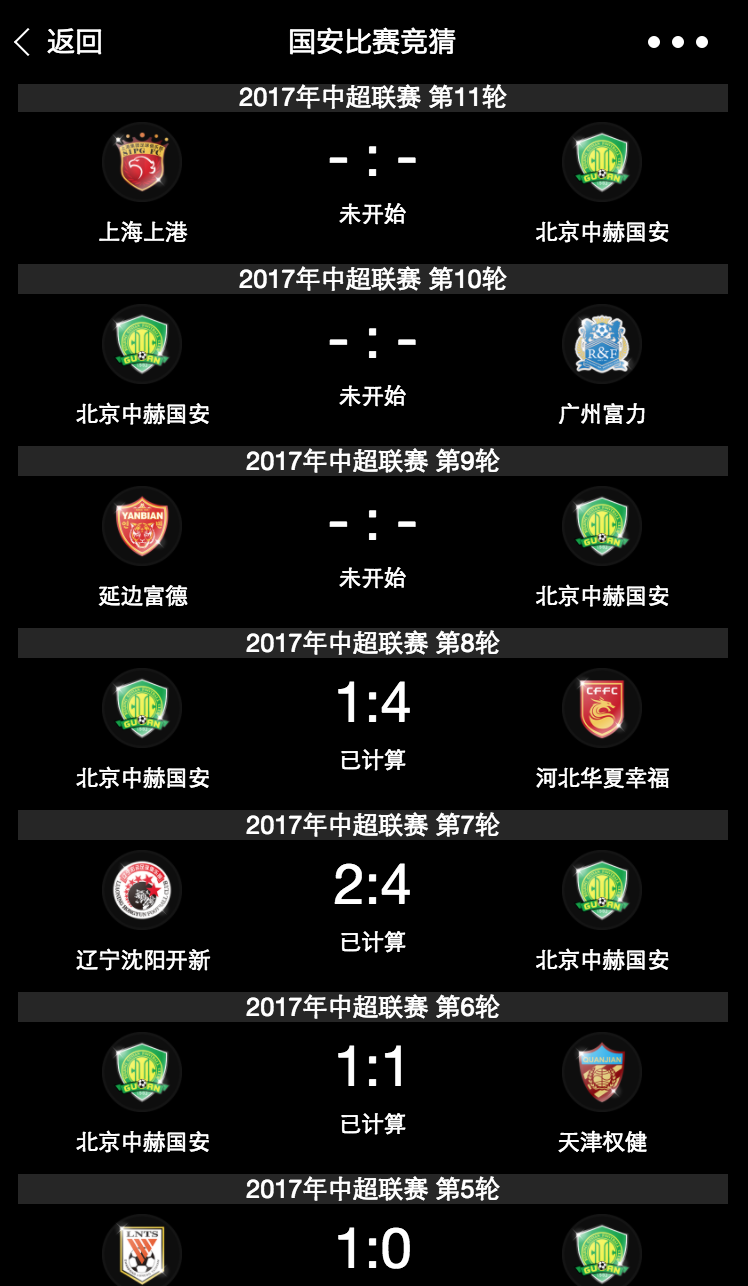 返回 国安比赛竞猜
2017年中超联赛 第11轮
SIPG FC
GUOAN
- : -
未开始
上海上港 北京中赫国安
2017年中超联赛 第10轮
GUOAN
R&F
- : -
未开始
北京中赫国安 广州富力
2017年中超联赛 第9轮
YANBIAN
GUOAN
- : -
未开始
延边富德 北京中赫国安
2017年中超联赛 第8轮
GUOAN
CFFC
1:4
已计算
北京中赫国安 河北华夏幸福
2017年中超联赛 第7轮
GUOAN
2:4
已计算
辽宁沈阳开新 北京中赫国安
2017年中超联赛 第6轮
GUOAN
QUANJIAN
1:1
已计算
北京中赫国安 天津权健
2017年中超联赛 第5轮
LNTS
GUOAN
1:0